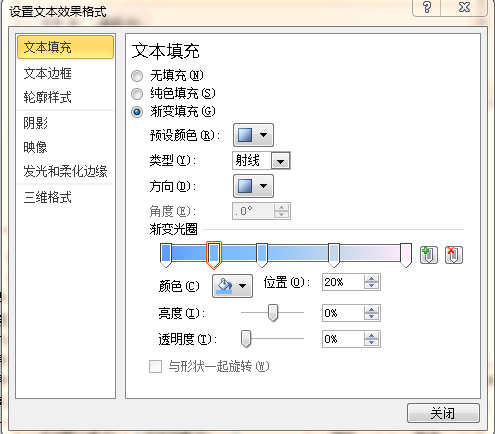 设置文本效果格式
文本填充
文本边框
轮廓样式
阴影
映像
发光和柔化边缘
三维格式
文本填充
无填充(N)
纯色填充(S)
渐变填充(G)
预设颜色(R):
类型(Y): 射线
方向(D):
角度(E): .0°
渐变光圈
颜色(C) 位置(O): 20%
亮度(I): 0%
透明度(T): 0%
与形状一起旋转(W)
关闭